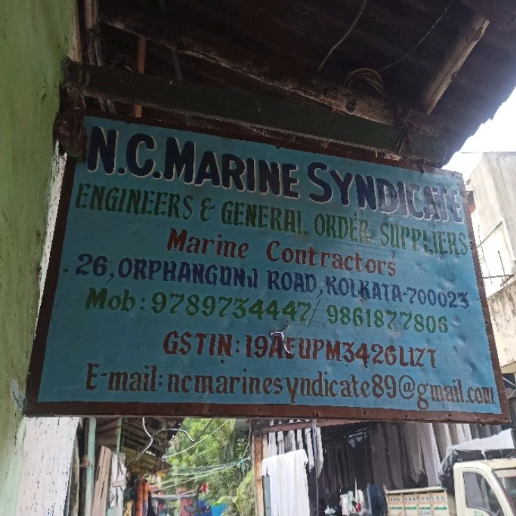 N.C. MARINE SYNDICATE
ENGINEERS & GENERAL ORDER SUPPLIERS
Marine Contractors
26, ORPHANGUNJ ROAD, KOLKATA-700023
Mob: 9789734447/ 9861877806
GSTIN: 19AEUPM3426L1ZT
E-mail: ncmarinesyndicate89@gmail.com